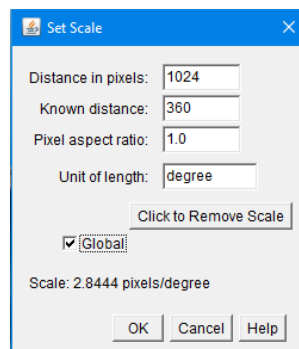 Set Scale
Distance in pixels: 1024
Known distance: 360
Pixel aspect ratio: 1.0
Unit of length: degree
Click to Remove Scale
Global
Scale: 2.8444 pixels/degree
OK Cancel Help